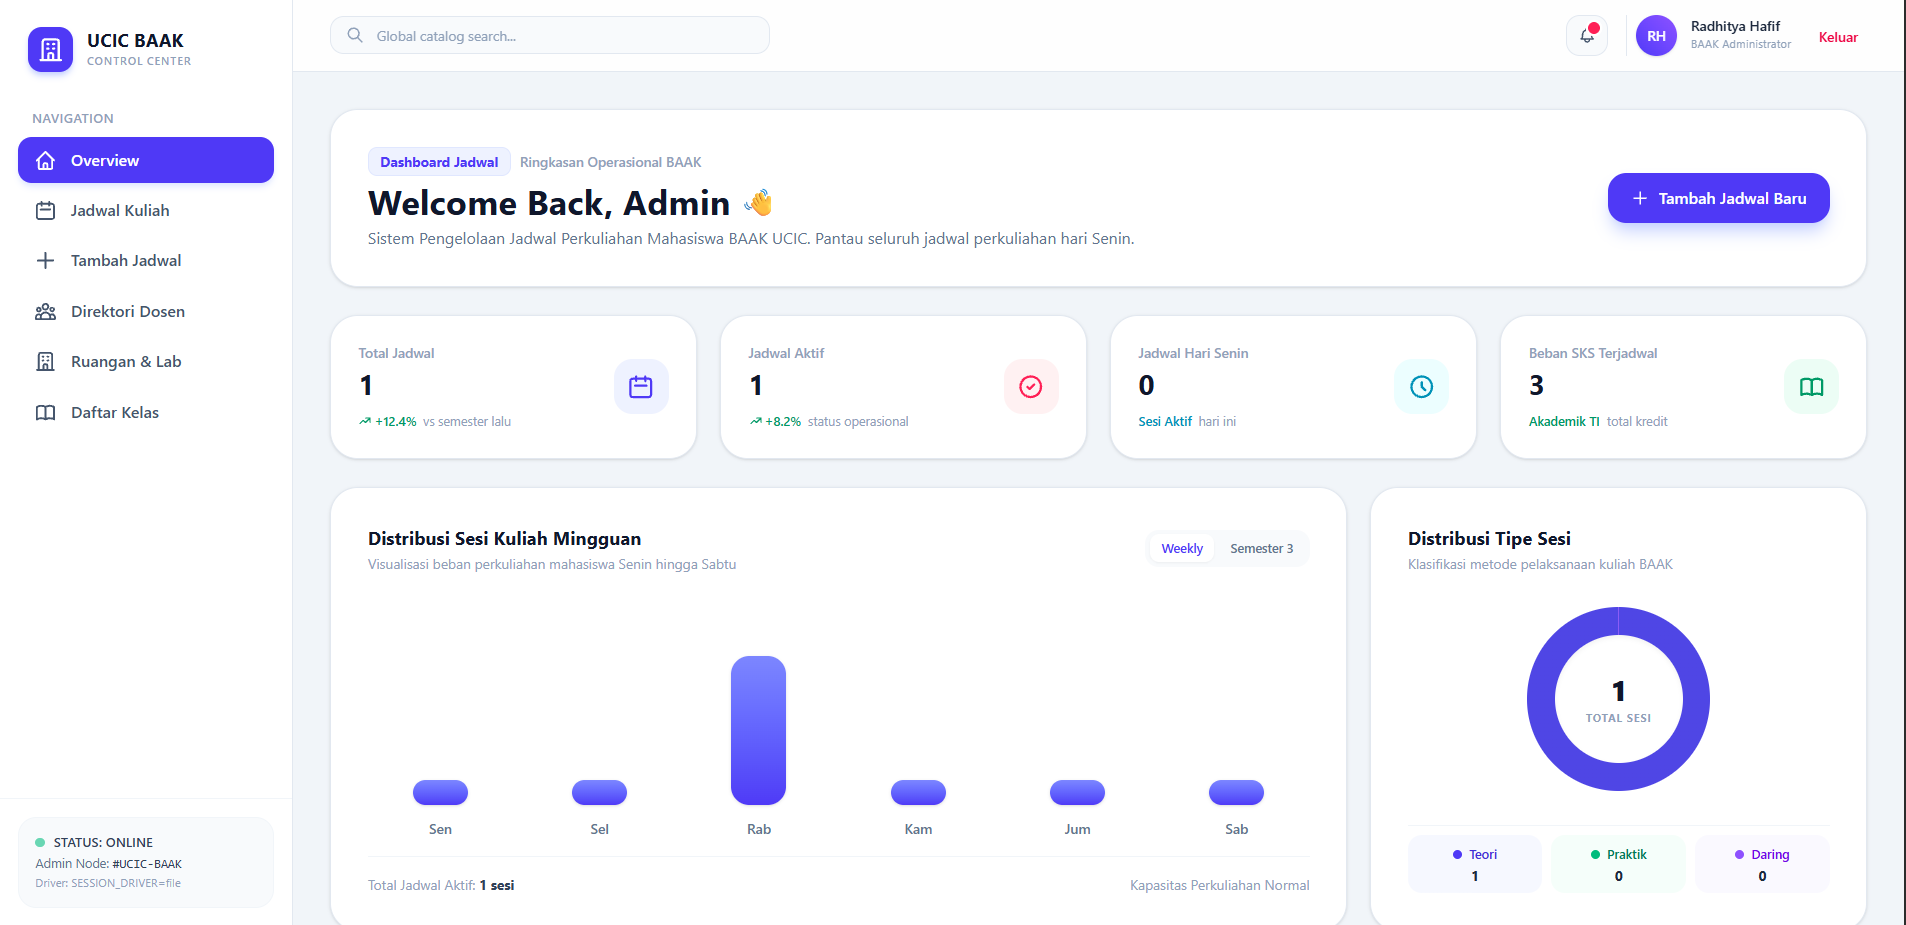 UCIC BAAK
CONTROL CENTER
NAVIGATION
Overview
Jadwal Kuliah
Tambah Jadwal
Direktori Dosen
Ruangan & Lab
Daftar Kelas
STATUS: ONLINE
Admin Node: #UCIC-BAAK
Driver: SESSION_DRIVER=file
Global catalog search...
RH
Radhitya Hafif
BAAK Administrator
Keluar
Dashboard Jadwal Ringkasan Operasional BAAK
Welcome Back, Admin 👋
Sistem Pengelolaan Jadwal Perkuliahan Mahasiswa BAAK UCIC. Pantau seluruh jadwal perkuliahan hari Senin.
Tambah Jadwal Baru
Total Jadwal
1
+12.4% vs semester lalu
Jadwal Aktif
1
+8.2% status operasional
Jadwal Hari Senin
0
Sesi Aktif hari ini
Beban SKS Terjadwal
3
Akademik TI total kredit
Distribusi Sesi Kuliah Mingguan
Visualisasi beban perkuliahan mahasiswa Senin hingga Sabtu
Weekly Semester 3
Sen Sel Rab Kam Jum Sab
Total Jadwal Aktif: 1 sesi
Kapasitas Perkuliahan Normal
Distribusi Tipe Sesi
Klasifikasi metode pelaksanaan kuliah BAAK
1
TOTAL SESI
Teori
1
Praktik
0
Daring
0